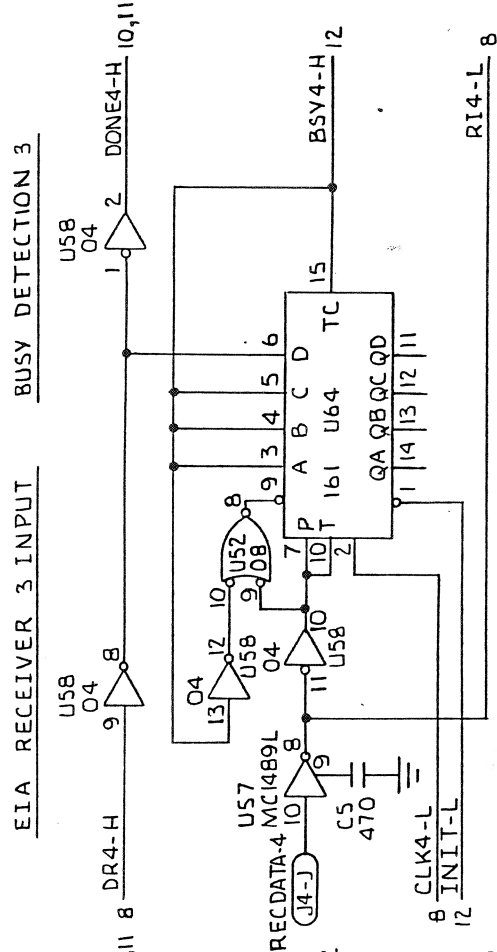 EIA RECEIVER 3 INPUT
BUSY DETECTION 3
11 8 DR4-H
9 U58 04 8
1 U58 04 2
DONE4-H 10,11
13 04 12 U58
10 9 U52 08 8
9 3 4 5 6
A B C D
7 P
10 T
2
161 U64
TC 15
BSY4-H 12
QA QB QC QD
1 14 13 12 11
RECDATA-4
J4-J
U57
MC1489L
10 8 9
C5
470
11 04 10 U58
8 CLK4-L
12 INIT-L
RI4-L 8